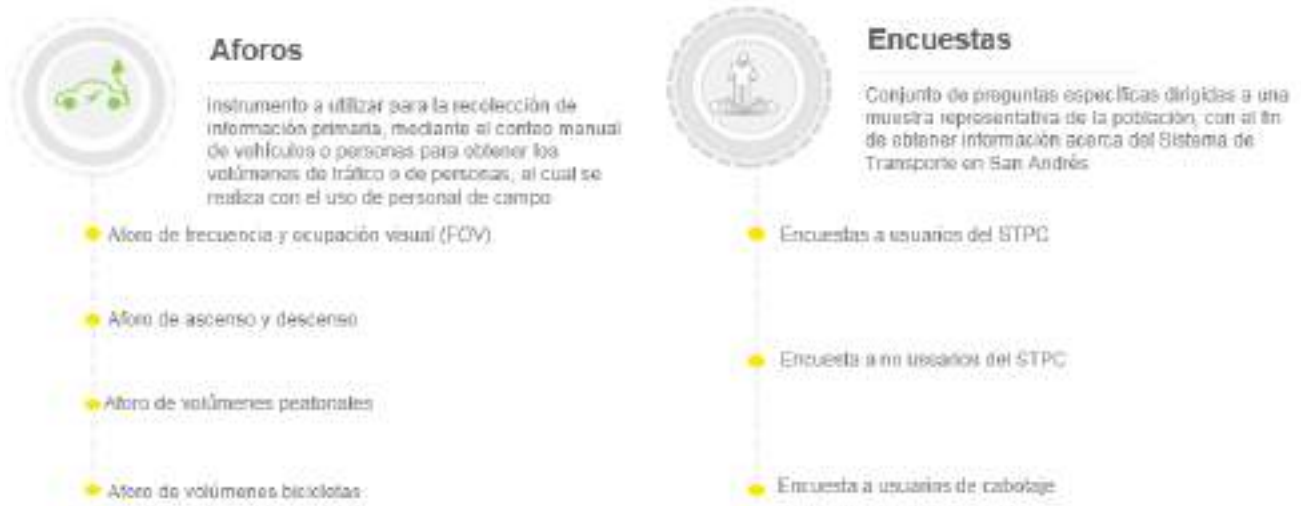 Aforos
Instrumento a utilizar para la recolección de
información primaria, mediante el conteo manual
de vehículos o personas para obtener los
volúmenes de tráfico o de personas, el cual se
realiza con el uso de personal de campo
Aforo de frecuencia y ocupación visual (FOV)
Aforo de ascenso y descenso
Aforo de volúmenes peatonales
Aforo de volúmenes bicicletas
Encuestas
Conjunto de preguntas específicas dirigidas a una
muestra representativa de la población, con el fin
de obtener información acerca del Sistema de
Transporte en San Andrés
Encuestas a usuarios del STPC
Encuesta a no usuarios del STPC
Encuesta a usuarios de cabotaje